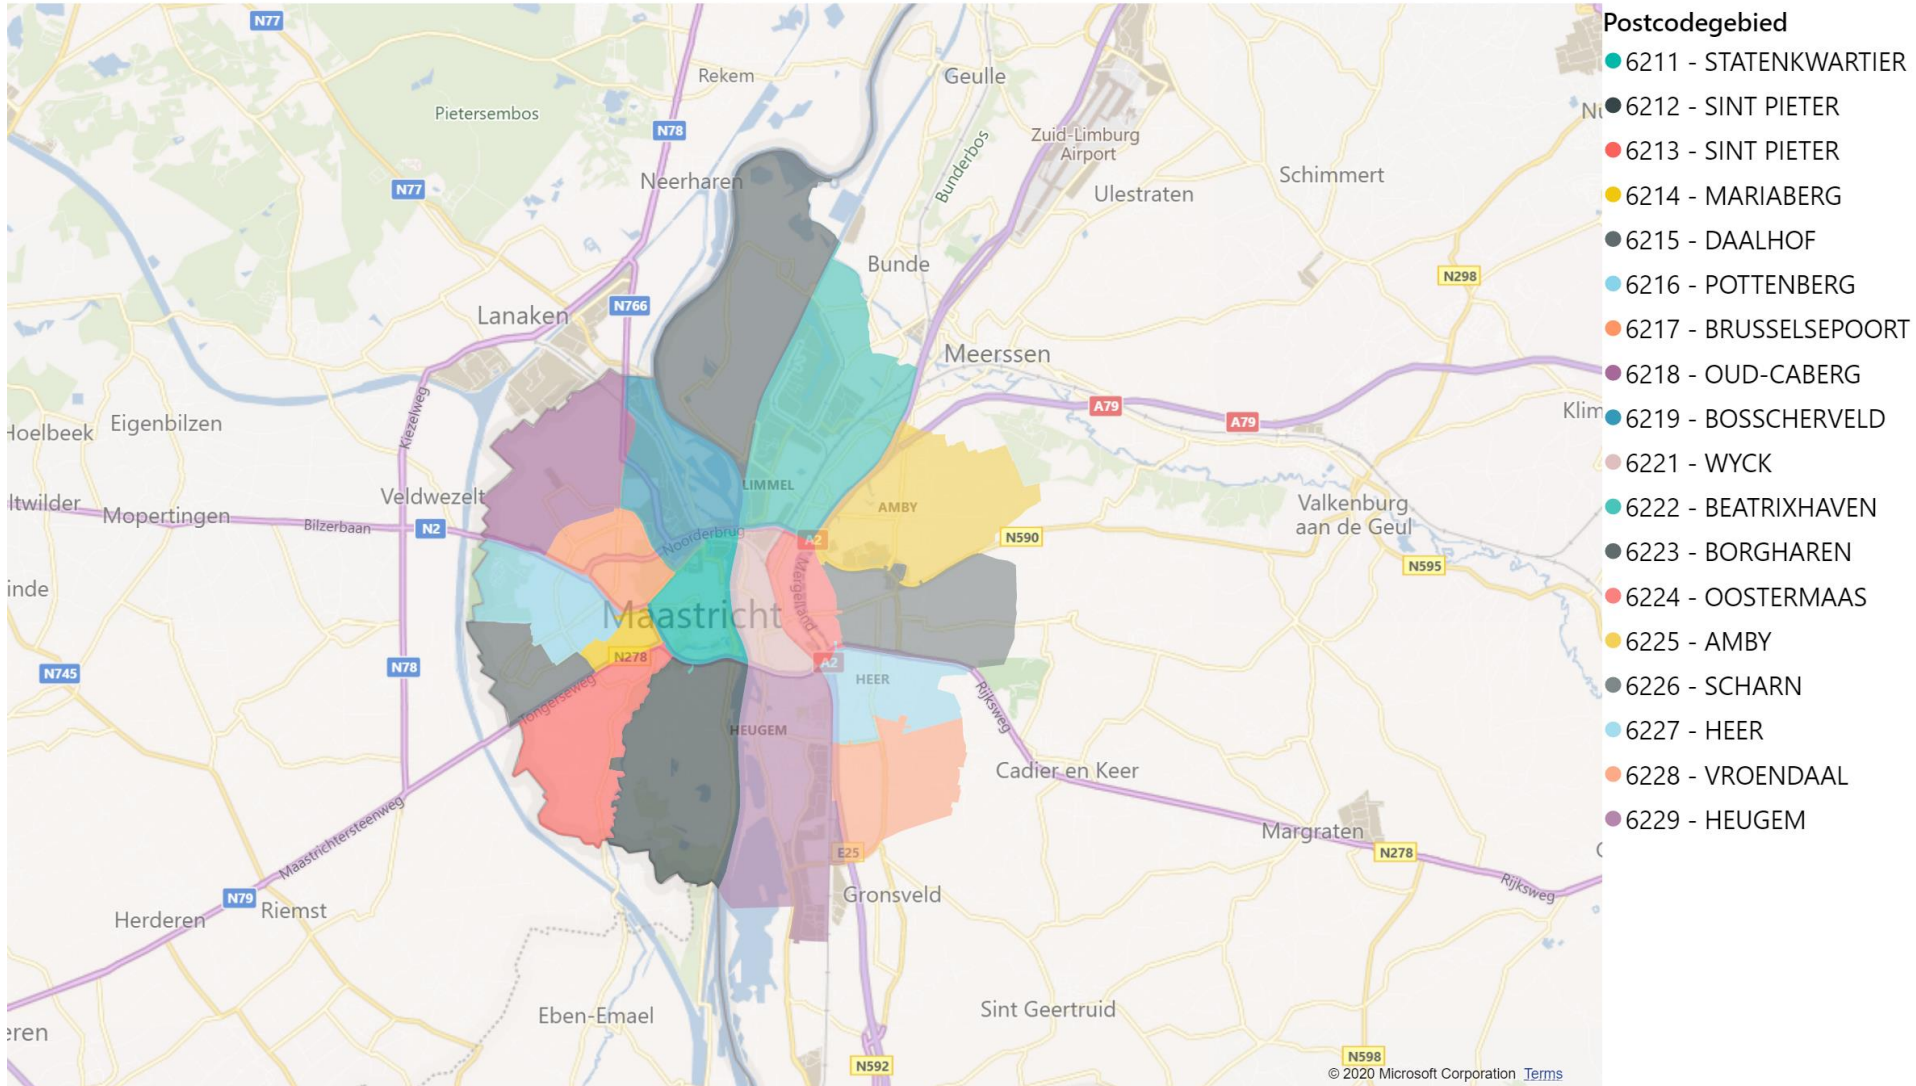 N77
Rekem
Geulle
Pietersembos
N78
Zuid-Limburg
Airport
Bunderbos
Neerharen
N77
Ulestraten
Schimmert
Bunde
N298
Lanaken
N766
Meerssen
A79
A79
Klim
Kiezelweg
Eigenbilzen
Hoelbeek
Veldwezelt
LIMMEL
AMBY
Valkenburg
aan de Geul
ltwilder
Mopertingen
Bilzerbaan
N2
Noorderbrug
A2
N590
N595
inde
Maastricht
N278
A2
N745
N78
HEER
Rijksweg
Tongerseweg
HEUGEM
Cadier en Keer
Maastrichtersteenweg
Margraten
E25
N278
Rijksweg
N79
Riemst
Herderen
Gronsveld
Eben-Emael
Sint Geertruid
eren
N592
N598
© 2020 Microsoft Corporation Terms
Postcodegebied
6211 - STATENKWARTIER
6212 - SINT PIETER
6213 - SINT PIETER
6214 - MARIABERG
6215 - DAALHOF
6216 - POTTENBERG
6217 - BRUSSELSEPOORT
6218 - OUD-CABERG
6219 - BOSSCHERVELD
6221 - WYCK
6222 - BEATRIXHAVEN
6223 - BORGHAREN
6224 - OOSTERMAAS
6225 - AMBY
6226 - SCHARN
6227 - HEER
6228 - VROENDAAL
6229 - HEUGEM